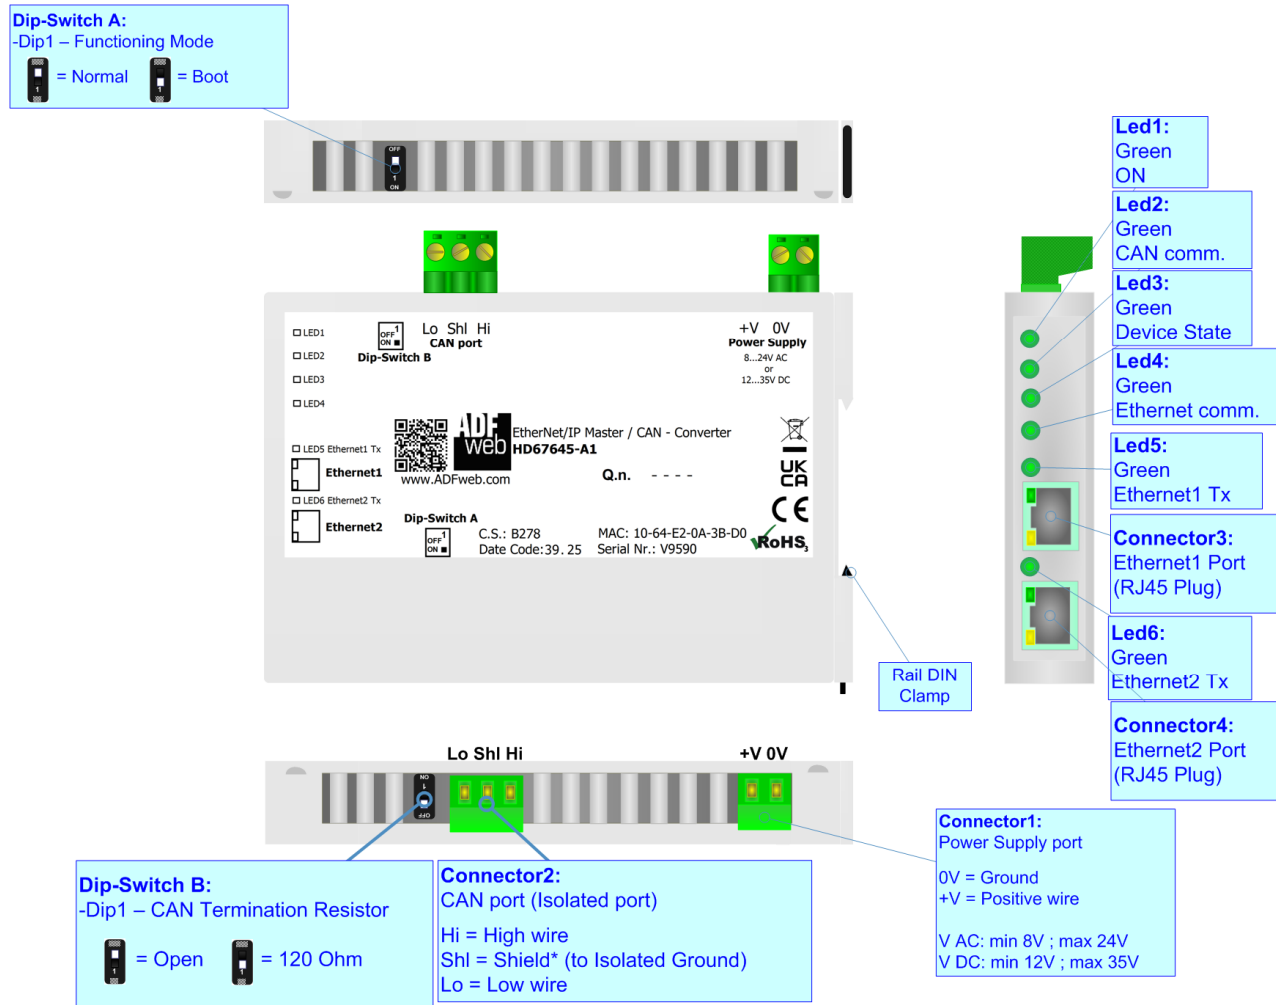 Dip-Switch A:
-Dip1 – Functioning Mode
1 = Normal 1 = Boot
OFF
1
ON
Led1:
Green
ON
Led2:
Green
CAN comm.
Led3:
Green
Device State
Led4:
Green
Ethernet comm.
Led5:
Green
Ethernet1 Tx
Connector3:
Ethernet1 Port
(RJ45 Plug)
Led6:
Green
Ethernet2 Tx
Connector4:
Ethernet2 Port
(RJ45 Plug)
LED1
LED2
LED3
LED4
LED5 Ethernet1 Tx
Ethernet1
LED6 Ethernet2 Tx
Ethernet2
1
OFF
ON
Dip-Switch B
Lo Shl Hi
CAN port
+V 0V
Power Supply
8...24V AC
or
12...35V DC
ADF
web
www.ADFweb.com
EtherNet/IP Master / CAN - Converter
HD67645-A1
Q.n. - - - -
UK
CA
CE
RoHS3
Dip-Switch A
1
OFF
ON
C.S.: B278 MAC: 10-64-E2-0A-3B-D0
Date Code:39.25 Serial Nr.: V9590
Rail DIN
Clamp
Lo Shl Hi
+V 0V
ON
1
OFF
Dip-Switch B:
-Dip1 – CAN Termination Resistor
1 = Open 1 = 120 Ohm
Connector2:
CAN port (Isolated port)
Hi = High wire
Shl = Shield* (to Isolated Ground)
Lo = Low wire
Connector1:
Power Supply port
0V = Ground
+V = Positive wire
V AC: min 8V ; max 24V
V DC: min 12V ; max 35V